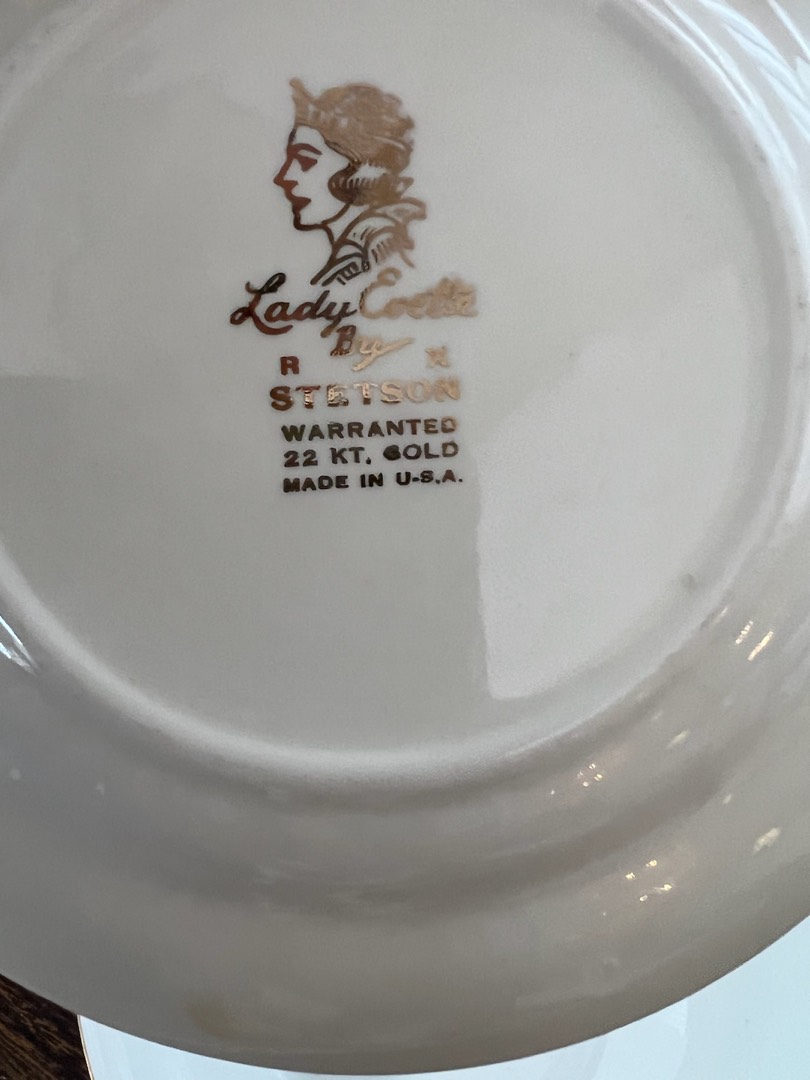 Lady Evette
By
R X
STETSON
WARRANTED
22 KT. GOLD
MADE IN U.S.A.